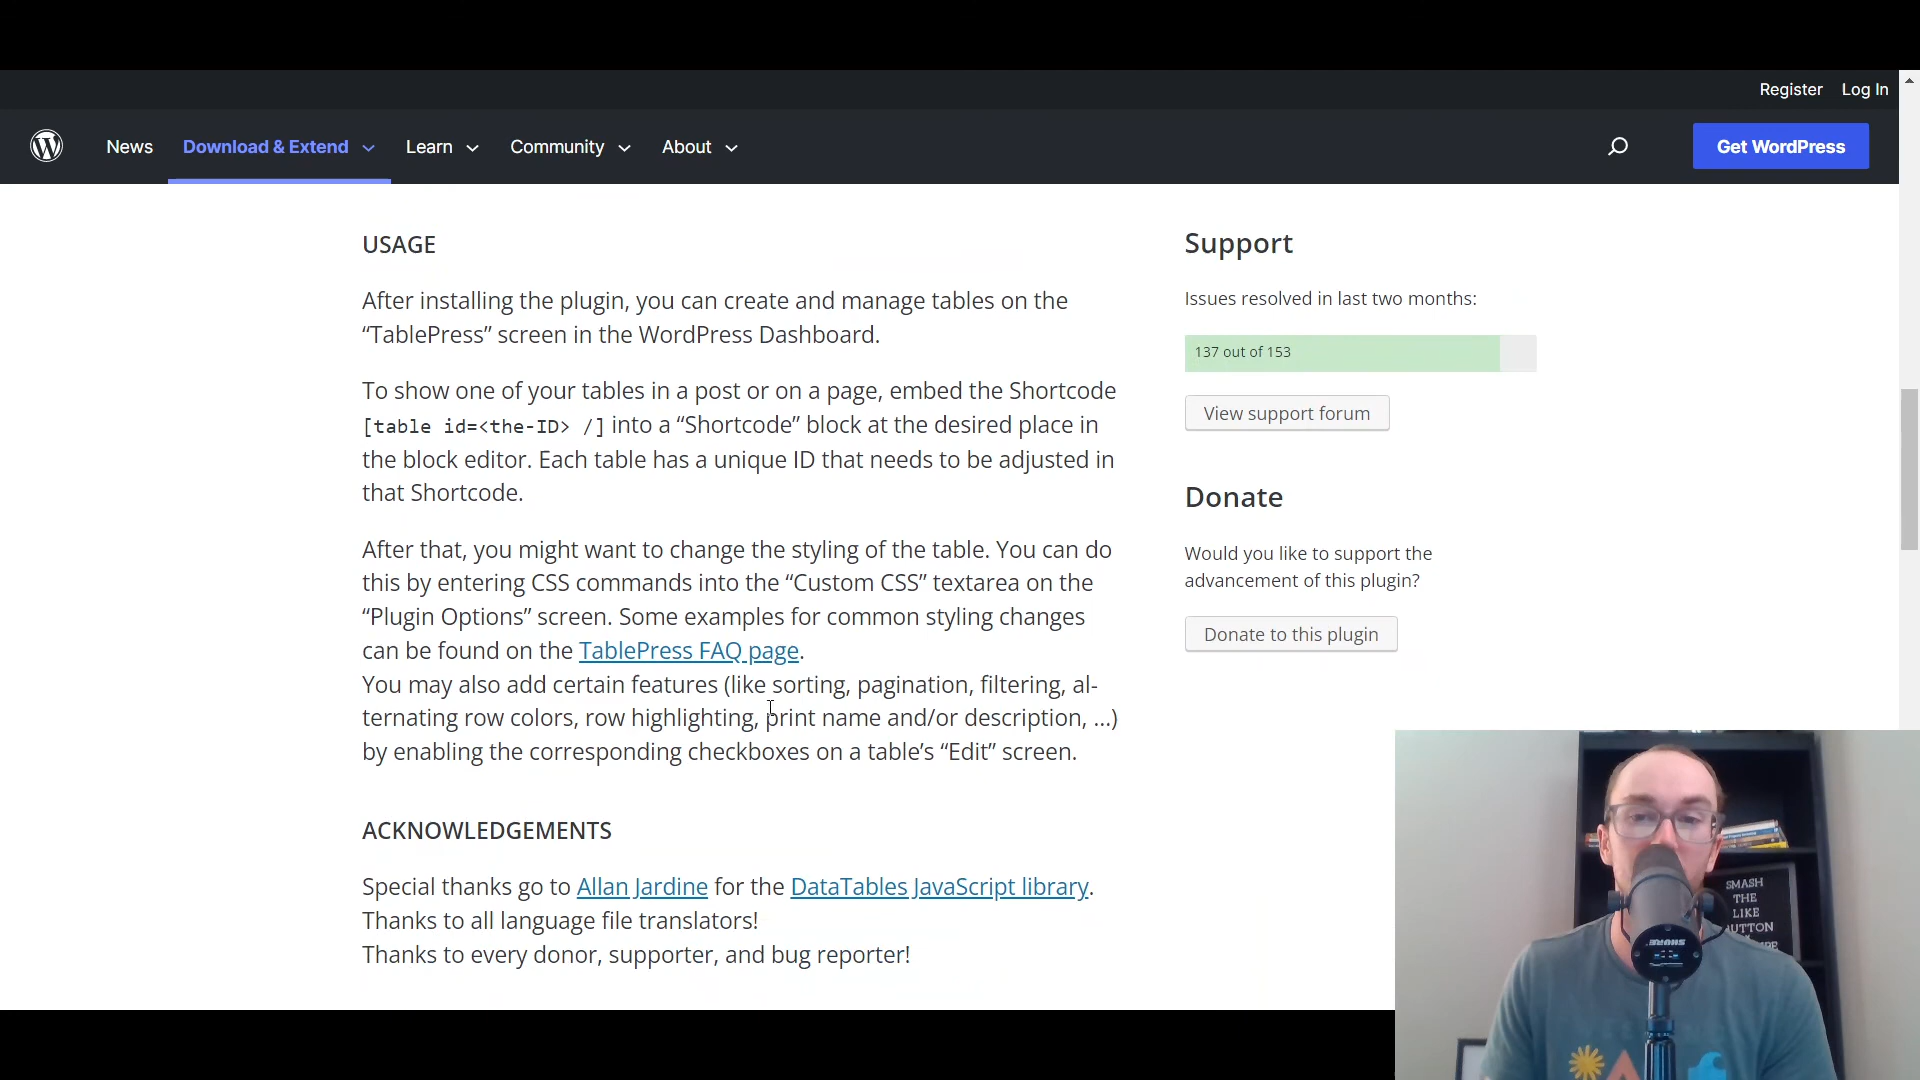 Register Log In
News Download & Extend Learn Community About Get WordPress
USAGE
After installing the plugin, you can create and manage tables on the
“TablePress” screen in the WordPress Dashboard.
To show one of your tables in a post or on a page, embed the Shortcode
[table id=<the-ID> /] into a “Shortcode” block at the desired place in
the block editor. Each table has a unique ID that needs to be adjusted in
that Shortcode.
After that, you might want to change the styling of the table. You can do
this by entering CSS commands into the “Custom CSS” textarea on the
“Plugin Options” screen. Some examples for common styling changes
can be found on the TablePress FAQ page.
You may also add certain features (like sorting, pagination, filtering, al-
ternating row colors, row highlighting, print name and/or description, …)
by enabling the corresponding checkboxes on a table’s “Edit” screen.
ACKNOWLEDGEMENTS
Special thanks go to Allan Jardine for the DataTables JavaScript library.
Thanks to all language file translators!
Thanks to every donor, supporter, and bug reporter!
Support
Issues resolved in last two months:
137 out of 153
View support forum
Donate
Would you like to support the
advancement of this plugin?
Donate to this plugin
SMASH
THE
LIKE
BUTTON
SHURE